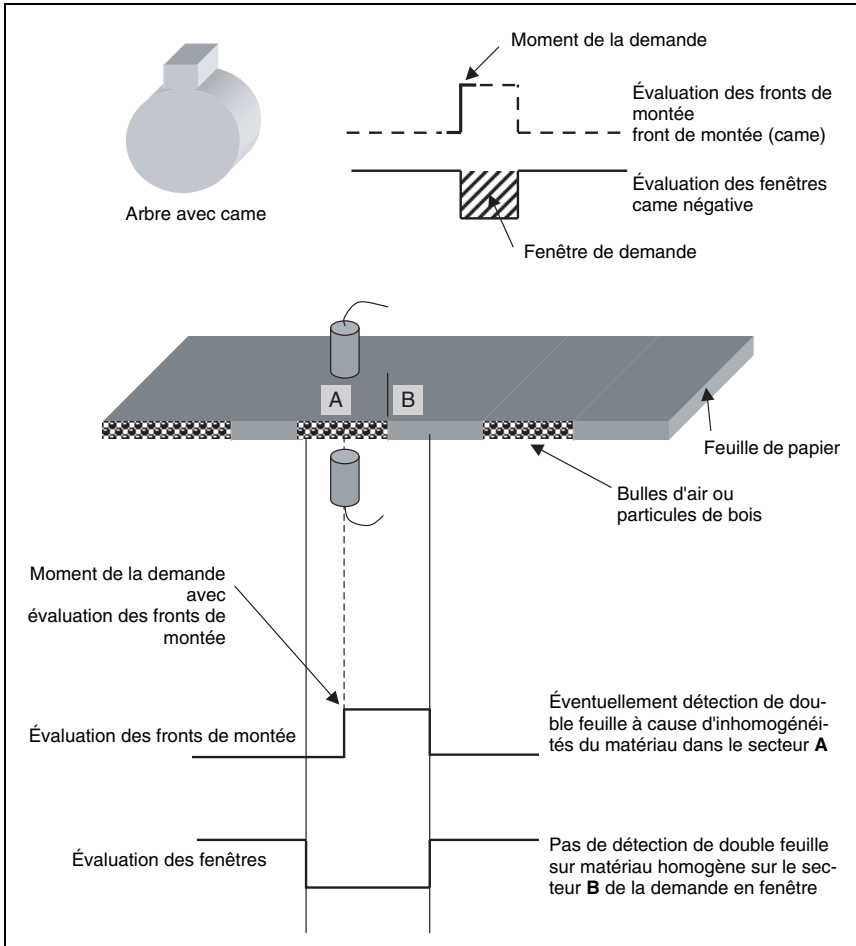 Moment de la demande
Évaluation des fronts de
montée
front de montée (came)
Arbre avec came
Évaluation des fenêtres
came négative
Fenêtre de demande
A
B
Feuille de papier
Bulles d'air ou
particules de bois
Moment de la demande
avec
évaluation des fronts de
montée
Évaluation des fronts de montée
Éventuellement détection de dou-
ble feuille à cause d'inhomogénéi-
tés du matériau dans le secteur A
Évaluation des fenêtres
Pas de détection de double feuille
sur matériau homogène sur le sec-
teur B de la demande en fenêtre